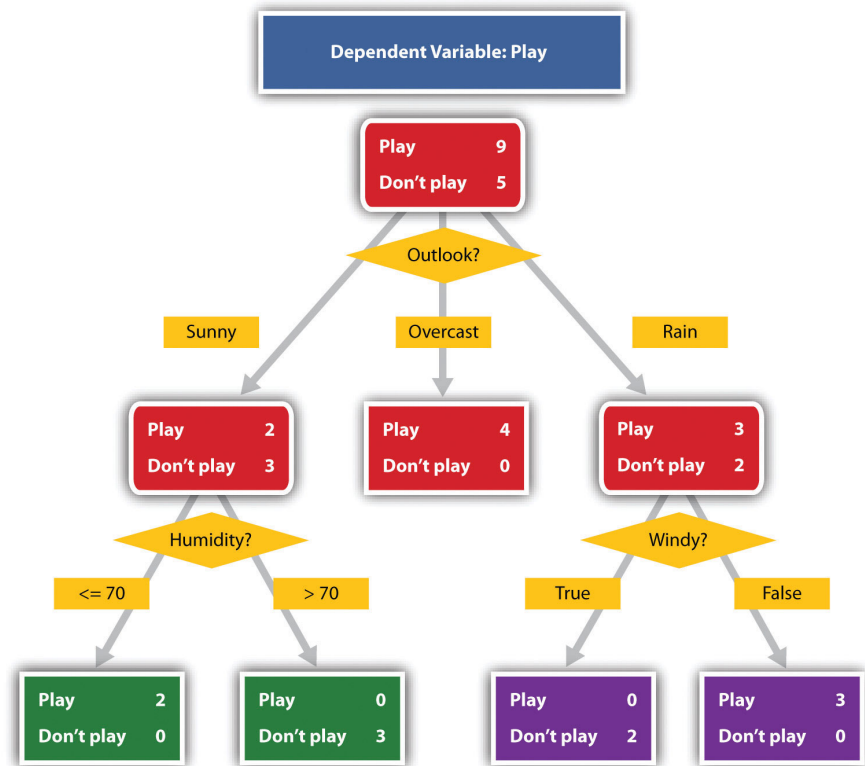 Dependent Variable: Play
Play 9
Don’t play 5
Outlook?
Sunny
Overcast
Rain
Play 2
Don’t play 3
Play 4
Don’t play 0
Play 3
Don’t play 2
Humidity?
Windy?
<= 70
> 70
True
False
Play 2
Don’t play 0
Play 0
Don’t play 3
Play 0
Don’t play 2
Play 3
Don’t play 0